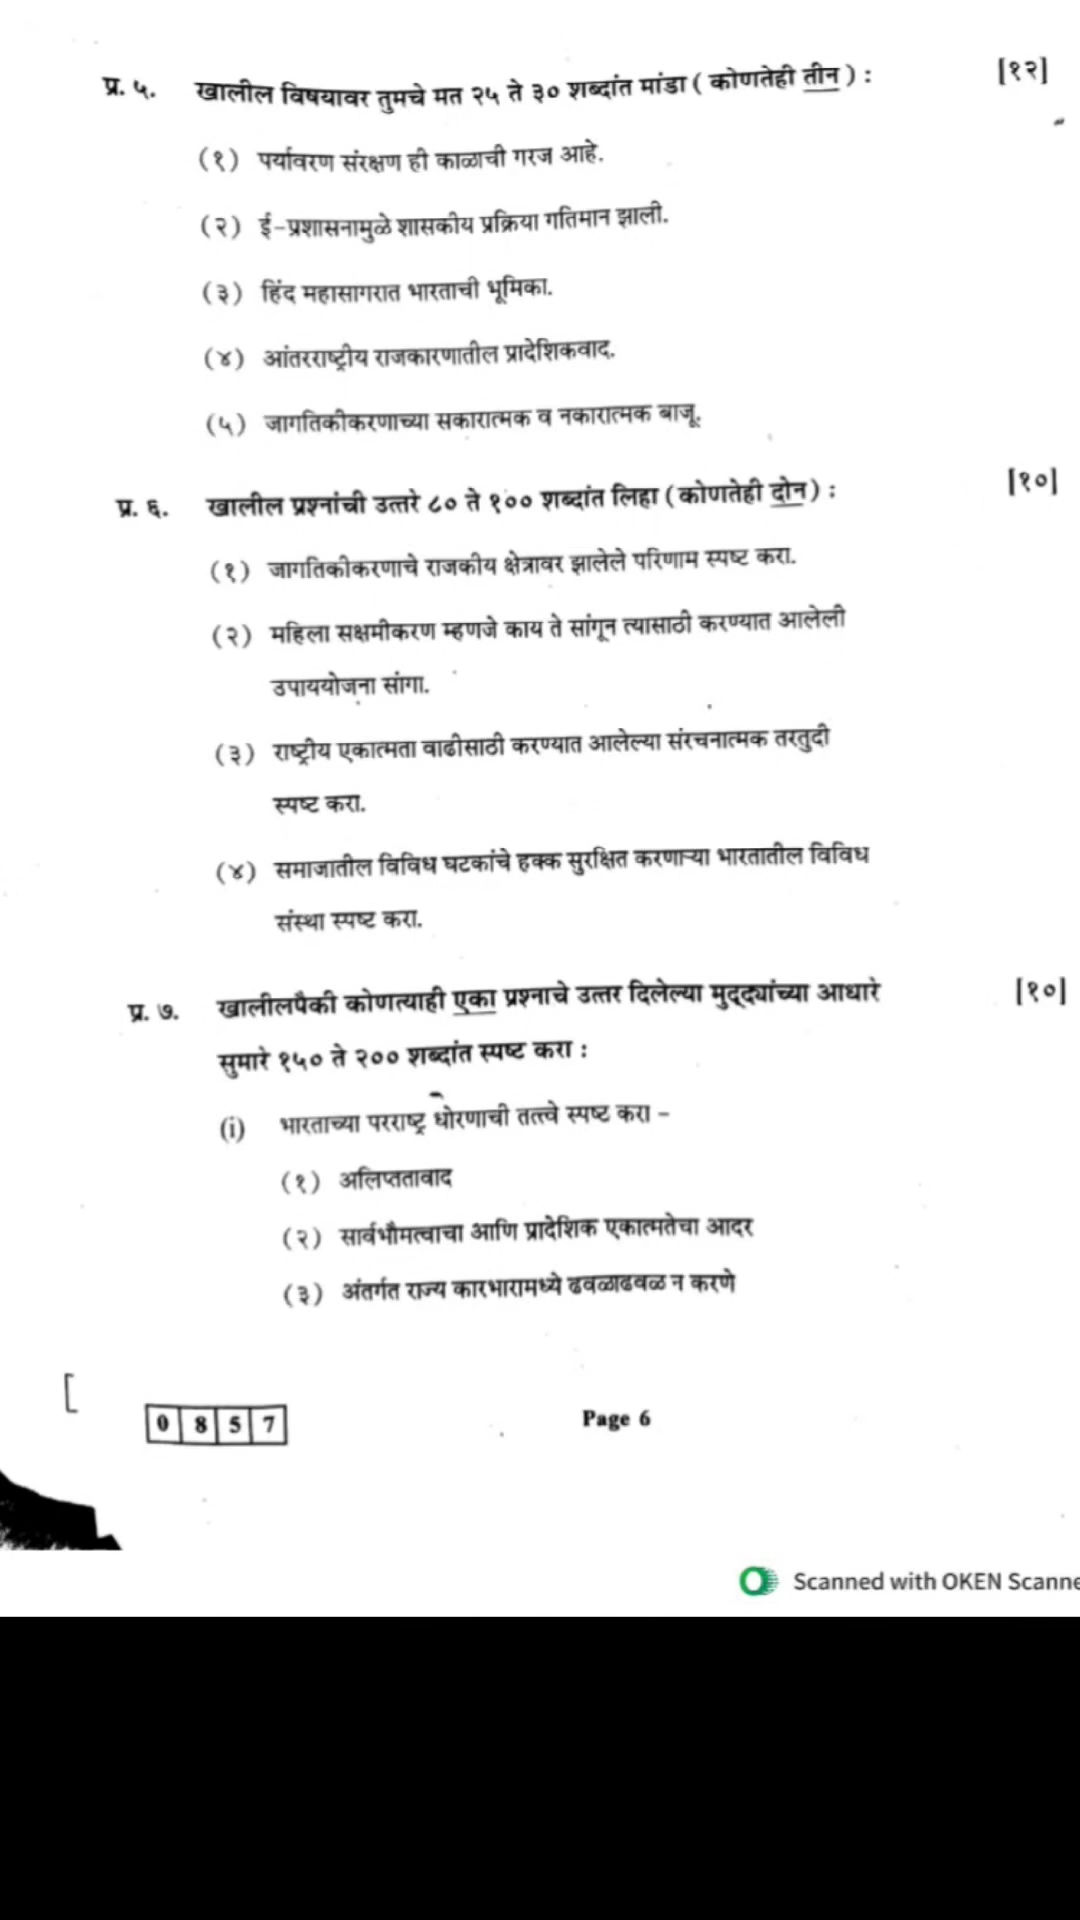 प्र. ५. खालील विषयावर तुमचे मत २५ ते ३० शब्दांत मांडा ( कोणतेही तीन ) : [१२]
(१) पर्यावरण संरक्षण ही काळाची गरज आहे.
(२) ई-प्रशासनामुळे शासकीय प्रक्रिया गतिमान झाली.
(३) हिंद महासागरात भारताची भूमिका.
(४) आंतरराष्ट्रीय राजकारणातील प्रादेशिकवाद.
(५) जागतिकीकरणाच्या सकारात्मक व नकारात्मक बाजू.
प्र. ६. खालील प्रश्नांची उत्तरे ८० ते १०० शब्दांत लिहा ( कोणतेही दोन ) : [१०]
(१) जागतिकीकरणाचे राजकीय क्षेत्रावर झालेले परिणाम स्पष्ट करा.
(२) महिला सक्षमीकरण म्हणजे काय ते सांगून त्यासाठी करण्यात आलेली
उपाययोजना सांगा.
(३) राष्ट्रीय एकात्मता वाढीसाठी करण्यात आलेल्या संरचनात्मक तरतुदी
स्पष्ट करा.
(४) समाजातील विविध घटकांचे हक्क सुरक्षित करणाऱ्या भारतातील विविध
संस्था स्पष्ट करा.
प्र. ७. खालीलपैकी कोणत्याही एका प्रश्नाचे उत्तर दिलेल्या मुद्द्यांच्या आधारे [१०]
सुमारे १५० ते २०० शब्दांत स्पष्ट करा :
(i) भारताच्या परराष्ट्र धोरणाची तत्त्वे स्पष्ट करा –
(१) अलिप्ततावाद
(२) सार्वभौमत्वाचा आणि प्रादेशिक एकात्मतेचा आदर
(३) अंतर्गत राज्य कारभारामध्ये ढवळाढवळ न करणे
[
0 8 5 7 Page 6
Scanned with OKEN Scanne